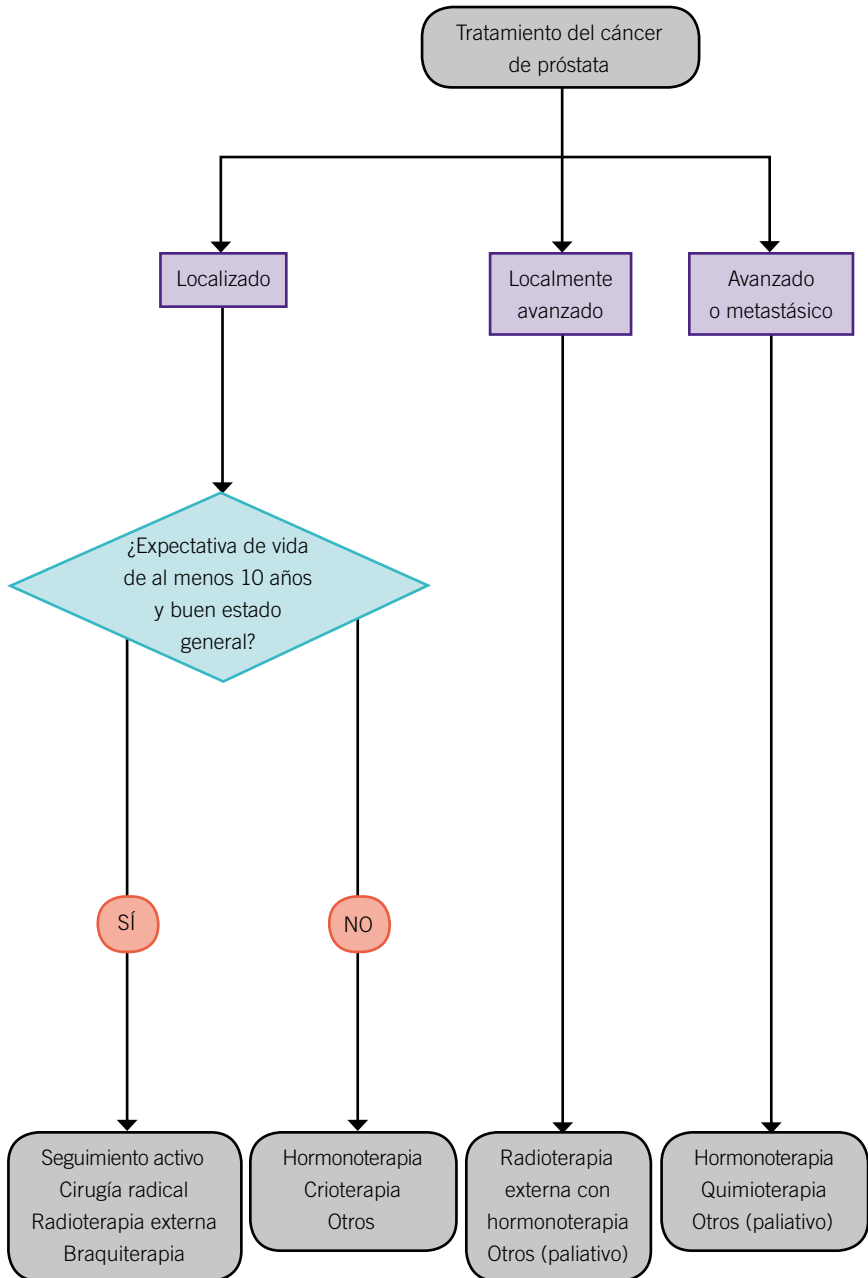 Tratamiento del cáncer
de próstata
Localizado
Localmente
avanzado
Avanzado
o metastásico
¿Expectativa de vida
de al menos 10 años
y buen estado
general?
SÍ
NO
Seguimiento activo
Cirugía radical
Radioterapia externa
Braquiterapia
Hormonoterapia
Crioterapia
Otros
Radioterapia
externa con
hormonoterapia
Otros (paliativo)
Hormonoterapia
Quimioterapia
Otros (paliativo)